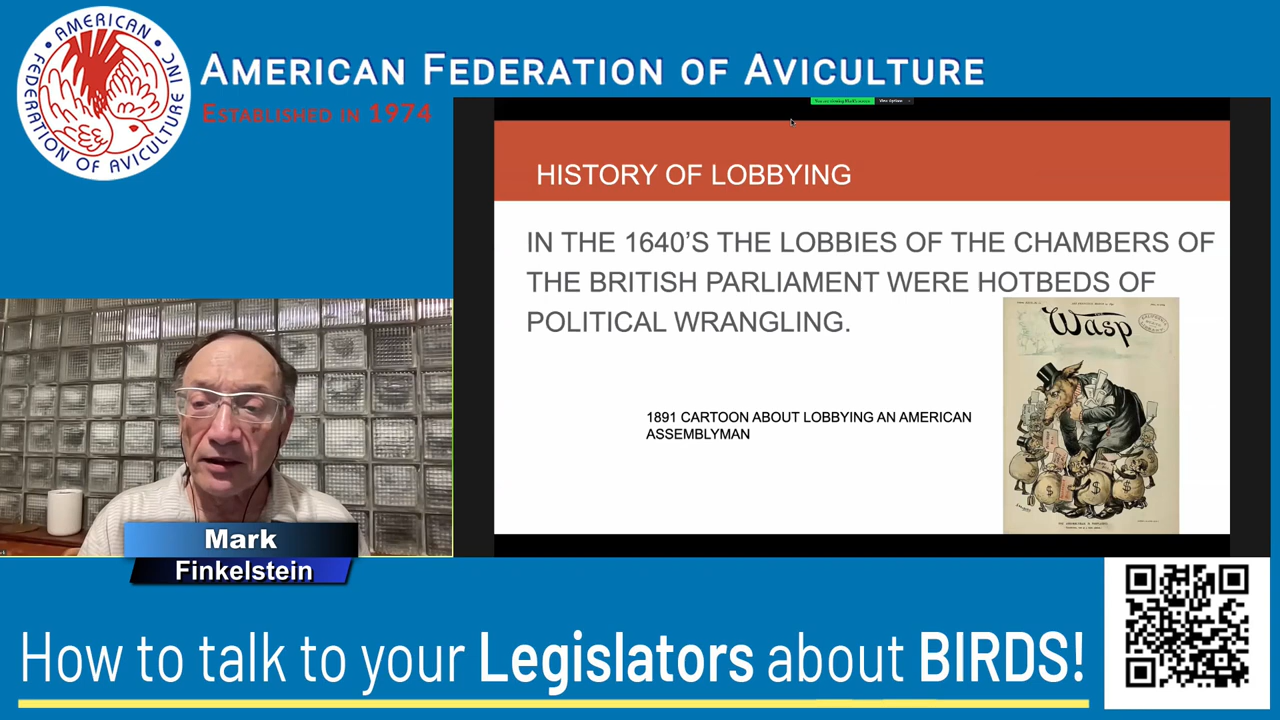 AMERICAN
FEDERATION OF AVICULTURE INC
AMERICAN FEDERATION OF AVICULTURE
ESTABLISHED IN 1974
View Options
HISTORY OF LOBBYING
IN THE 1640'S THE LOBBIES OF THE CHAMBERS OF
THE BRITISH PARLIAMENT WERE HOTBEDS OF
POLITICAL WRANGLING.
Wasp
1891 CARTOON ABOUT LOBBYING AN AMERICAN
ASSEMBLYMAN
$ $ $
Mark
Finkelstein
How to talk to your Legislators about BIRDS!